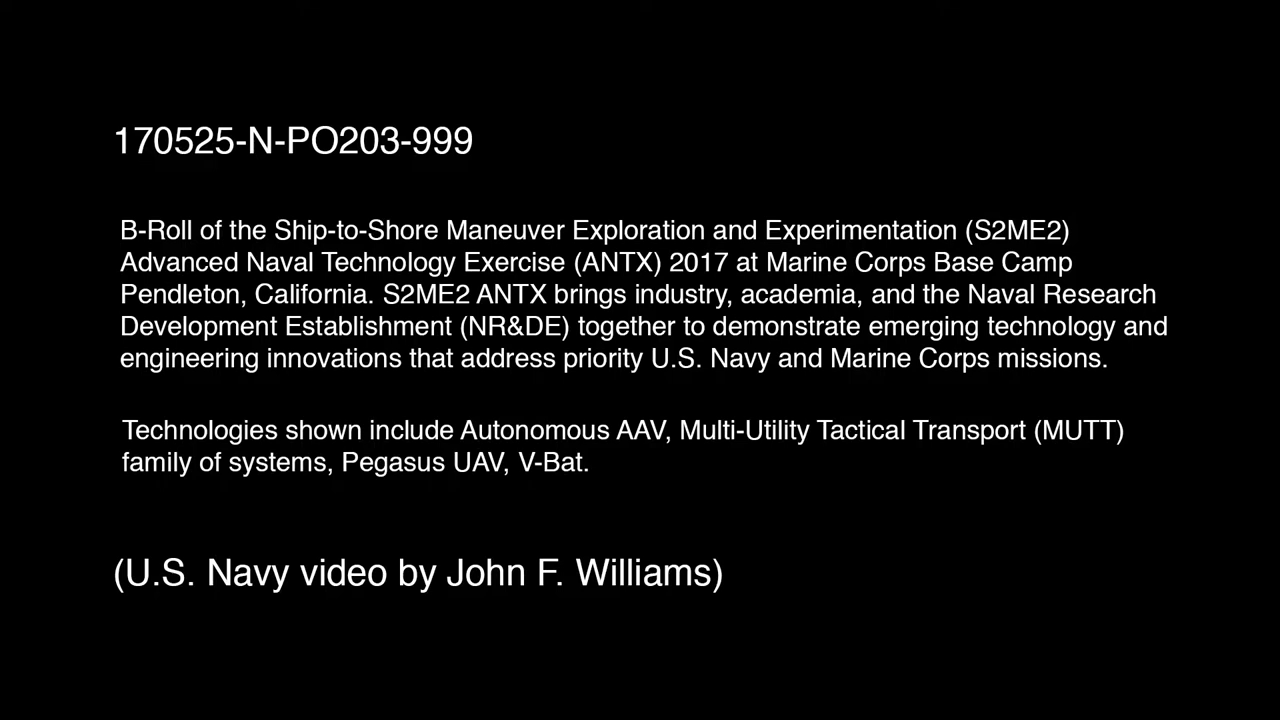 170525-N-PO203-999
B-Roll of the Ship-to-Shore Maneuver Exploration and Experimentation (S2ME2)
Advanced Naval Technology Exercise (ANTX) 2017 at Marine Corps Base Camp
Pendleton, California. S2ME2 ANTX brings industry, academia, and the Naval Research
Development Establishment (NR&DE) together to demonstrate emerging technology and
engineering innovations that address priority U.S. Navy and Marine Corps missions.
Technologies shown include Autonomous AAV, Multi-Utility Tactical Transport (MUTT)
family of systems, Pegasus UAV, V-Bat.
(U.S. Navy video by John F. Williams)